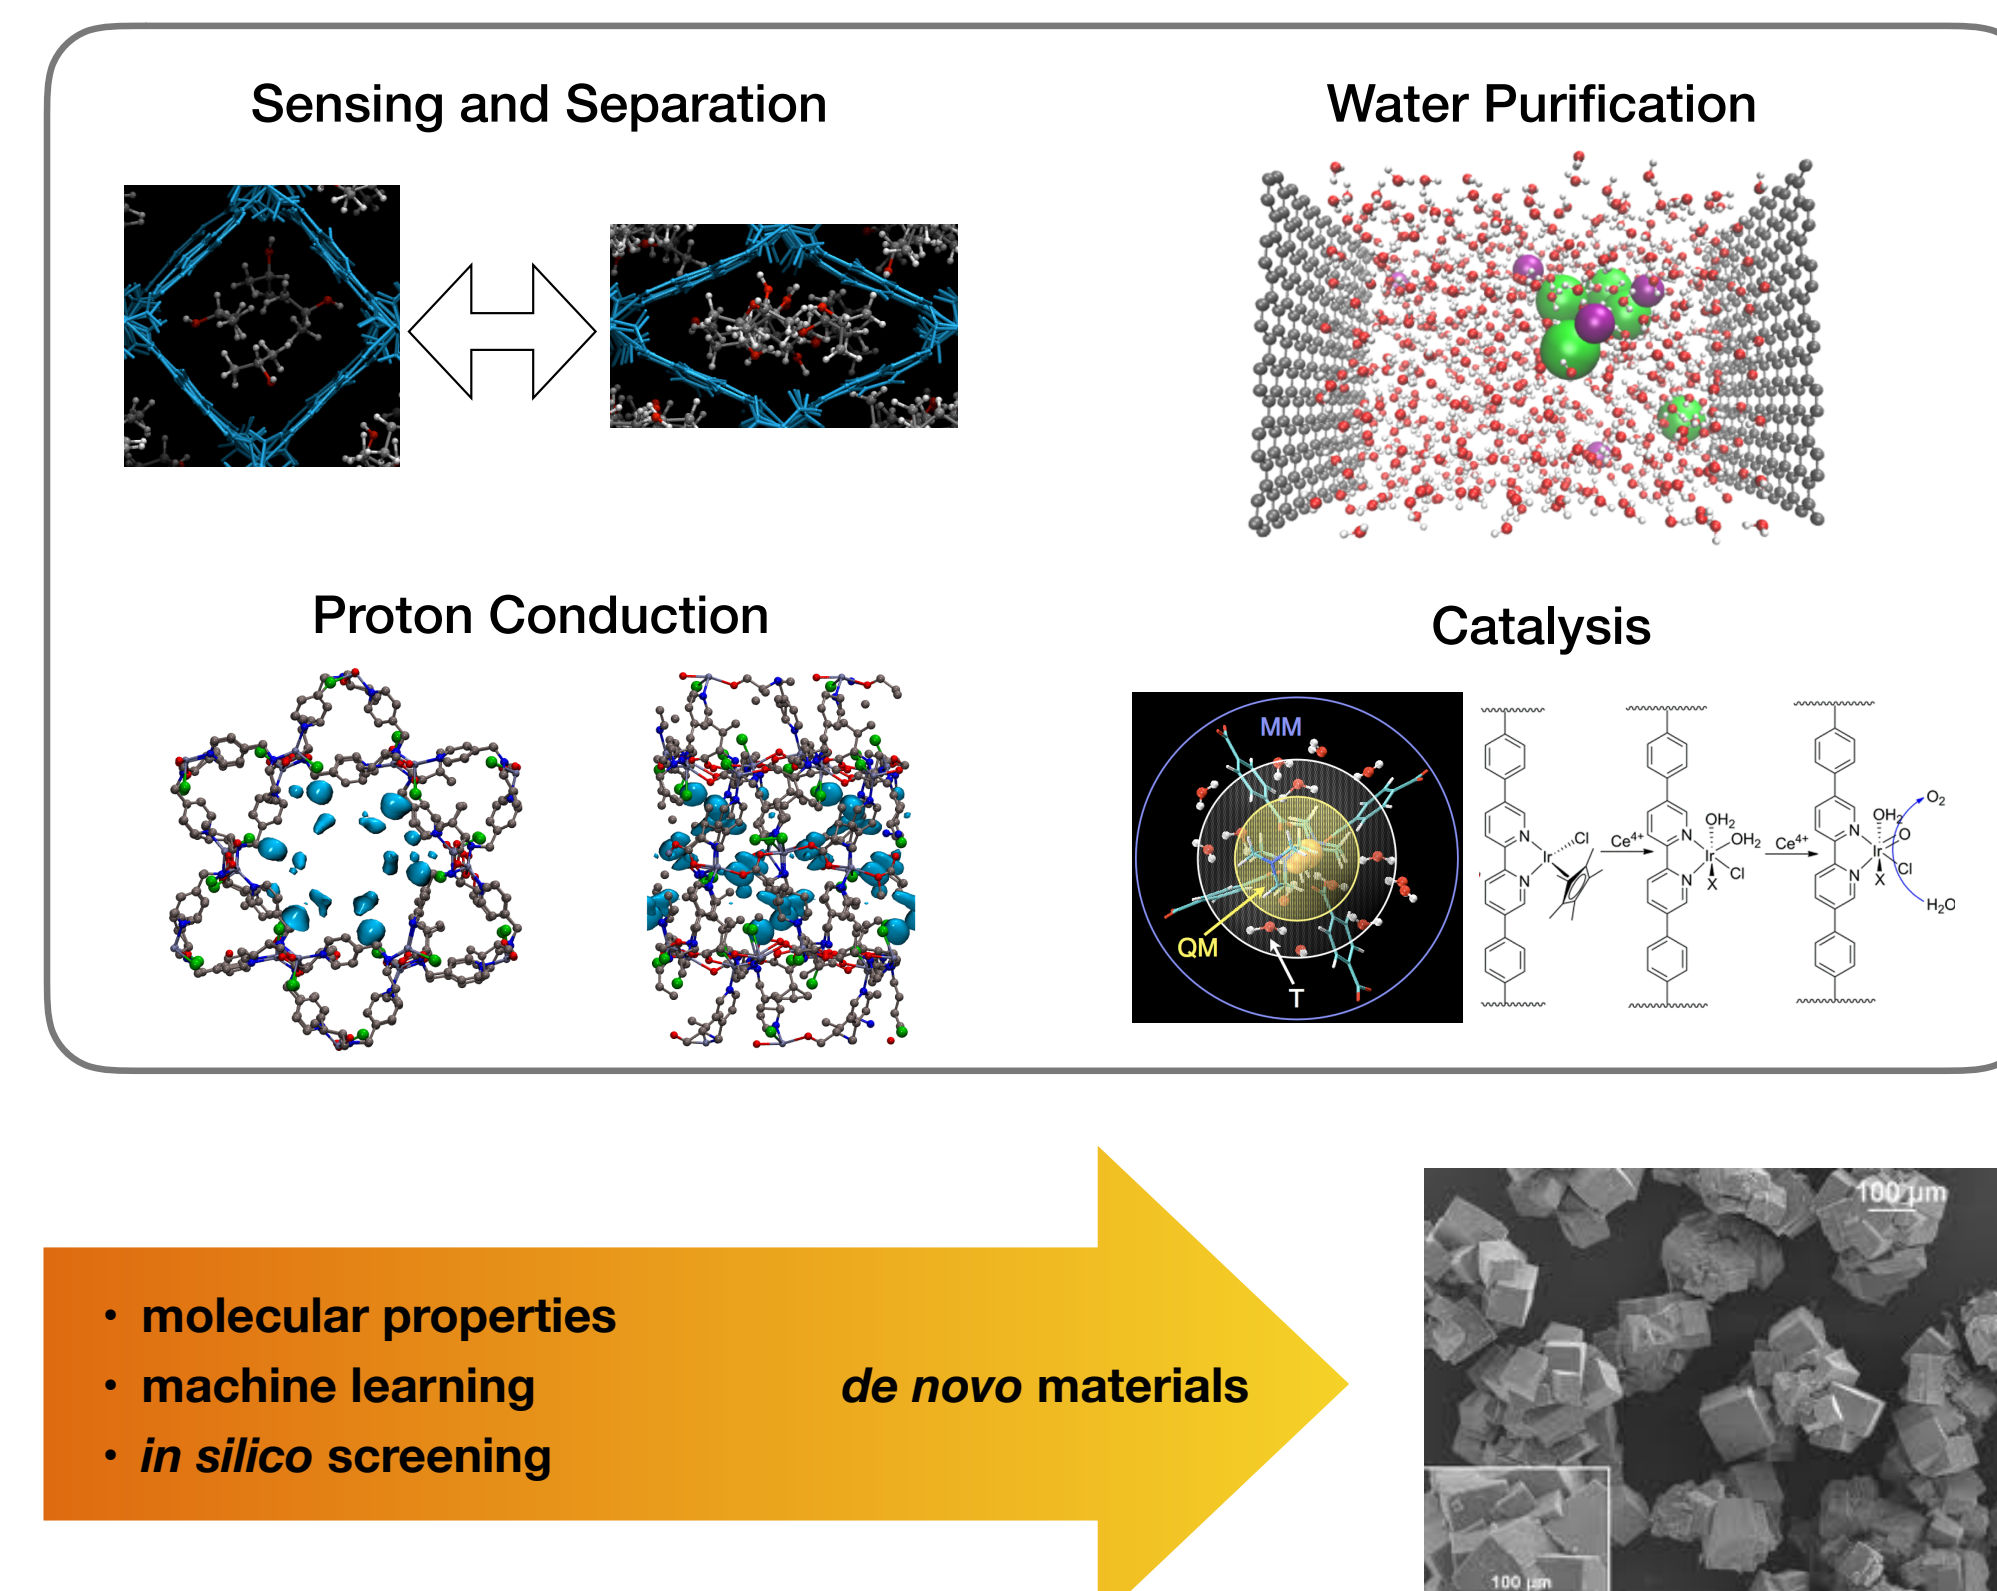 Sensing and Separation
Water Purification
Proton Conduction
Catalysis
MM
QM
T
N
N
Ir
Cl
Ce4+
N
N
Ir
OH2
OH2
Cl
X
Ce4+
N
N
Ir
OH2
O
Cl
X
O2
H2O
• molecular properties
• machine learning
• in silico screening
de novo materials
100 µm
100 µm